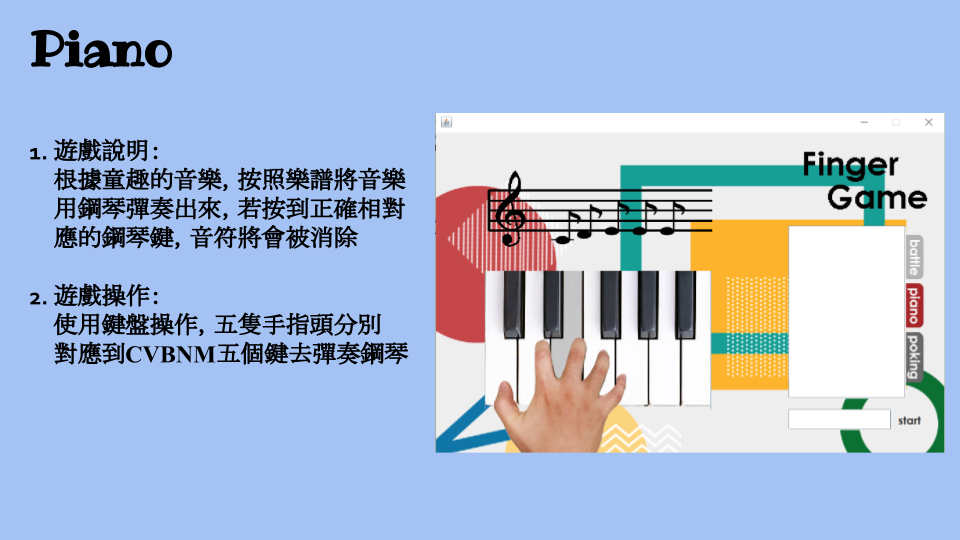 Piano
1. 遊戲說明:
根據童趣的音樂, 按照樂譜將音樂
用鋼琴彈奏出來, 若按到正確相對
應的鋼琴鍵, 音符將會被消除
2. 遊戲操作:
使用鍵盤操作, 五隻手指頭分別
對應到CVBNM五個鍵去彈奏鋼琴
Finger
Game
battle
piano
poking
start